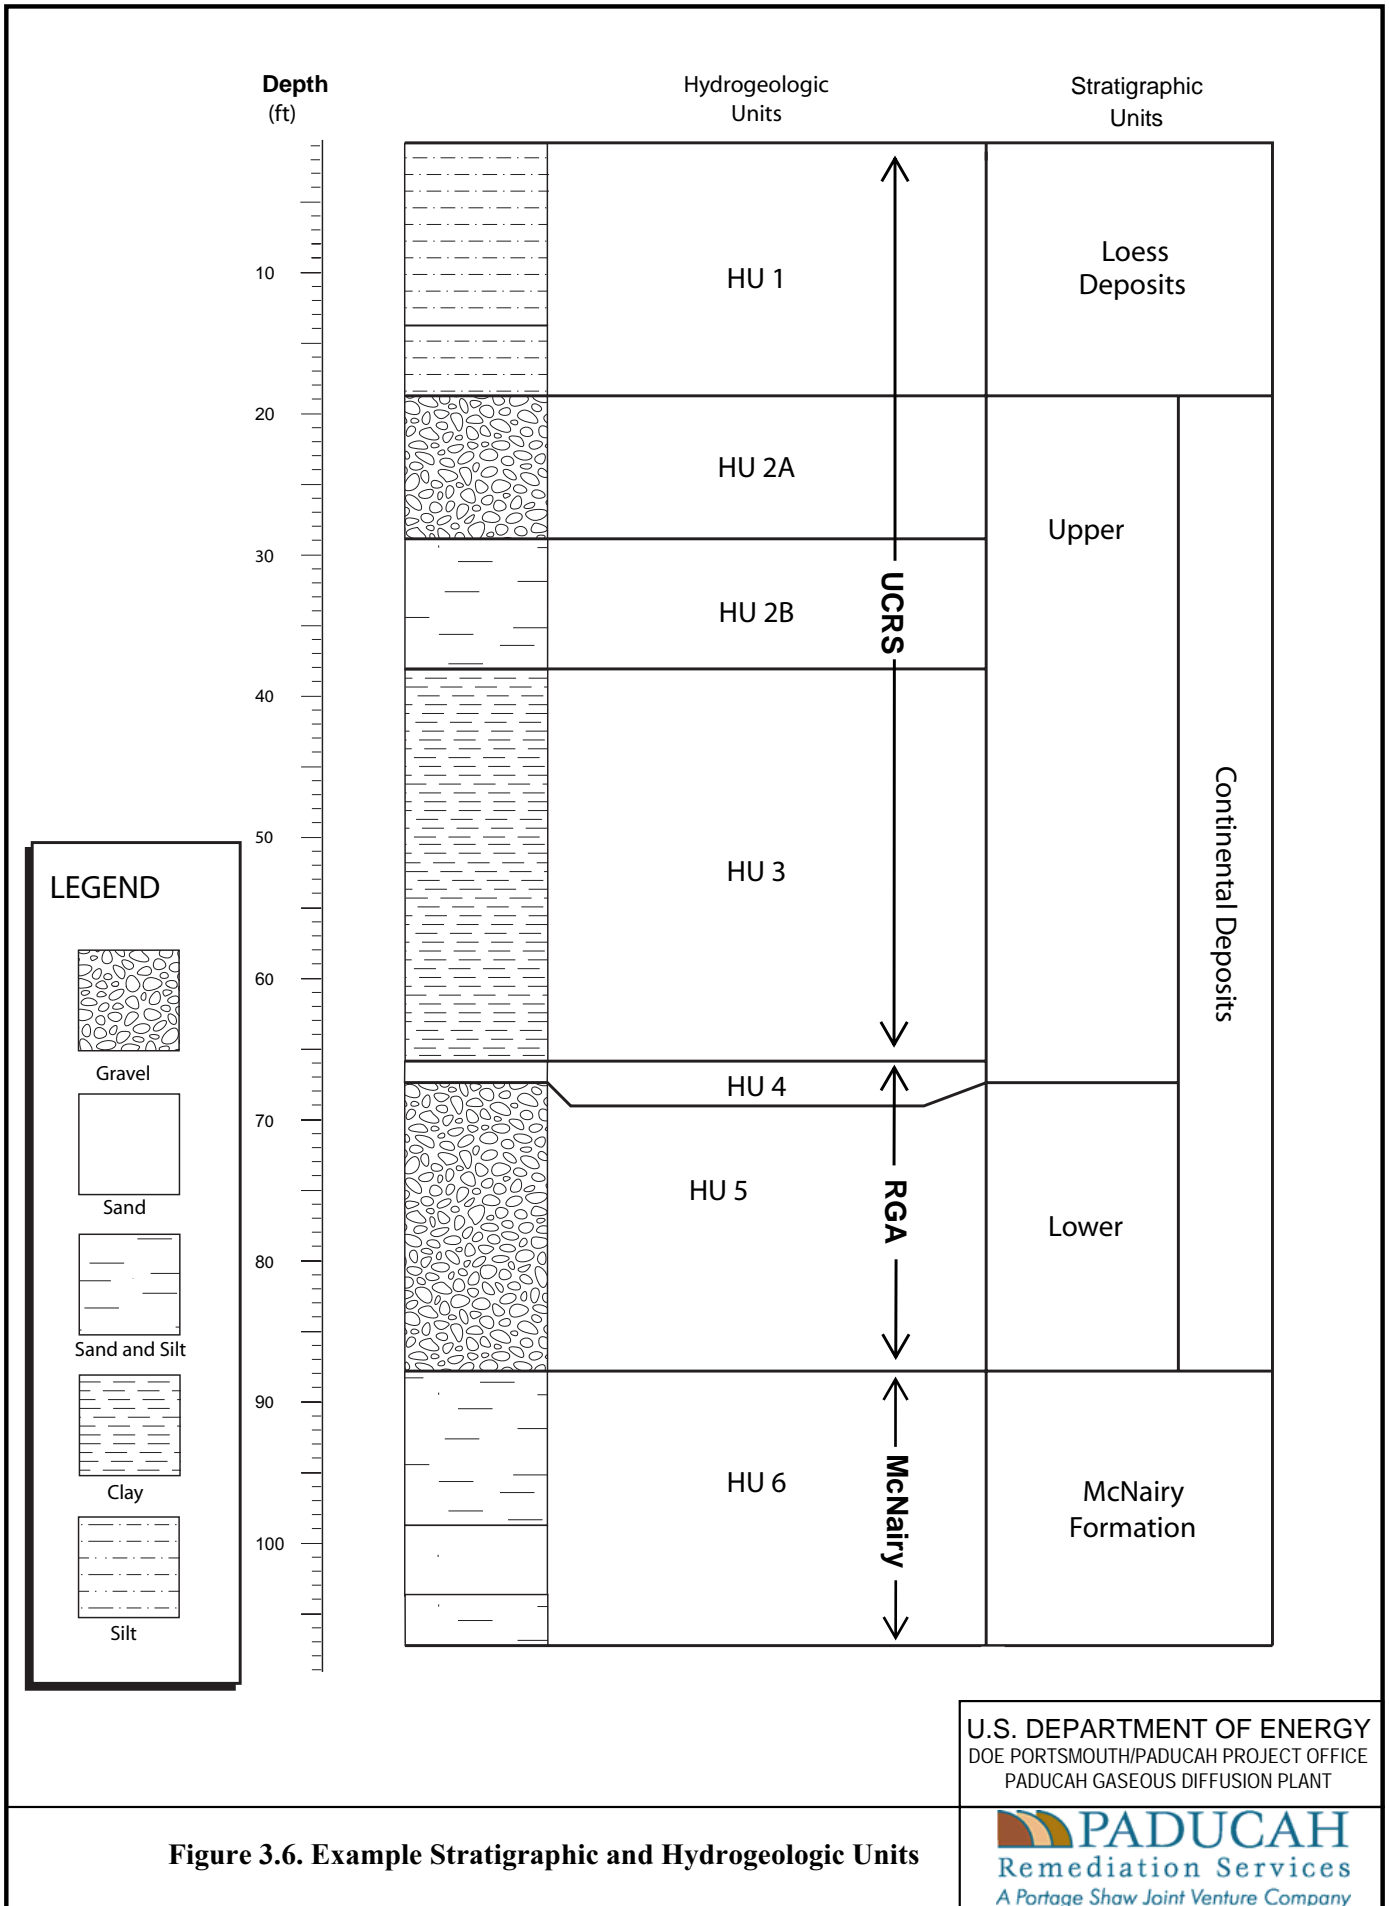 Depth
(ft)
Hydrogeologic
Units
Stratigraphic
Units
10
20
30
40
50
60
70
80
90
100
HU 1
HU 2A
HU 2B
HU 3
HU 4
HU 5
HU 6
UCRS
RGA
McNairy
Loess
Deposits
Upper
Lower
Continental Deposits
McNairy
Formation
LEGEND
Gravel
Sand
Sand and Silt
Clay
Silt
U.S. DEPARTMENT OF ENERGY
DOE PORTSMOUTH/PADUCAH PROJECT OFFICE
PADUCAH GASEOUS DIFFUSION PLANT
Figure 3.6. Example Stratigraphic and Hydrogeologic Units
PADUCAH
Remediation Services
A Portage Shaw Joint Venture Company